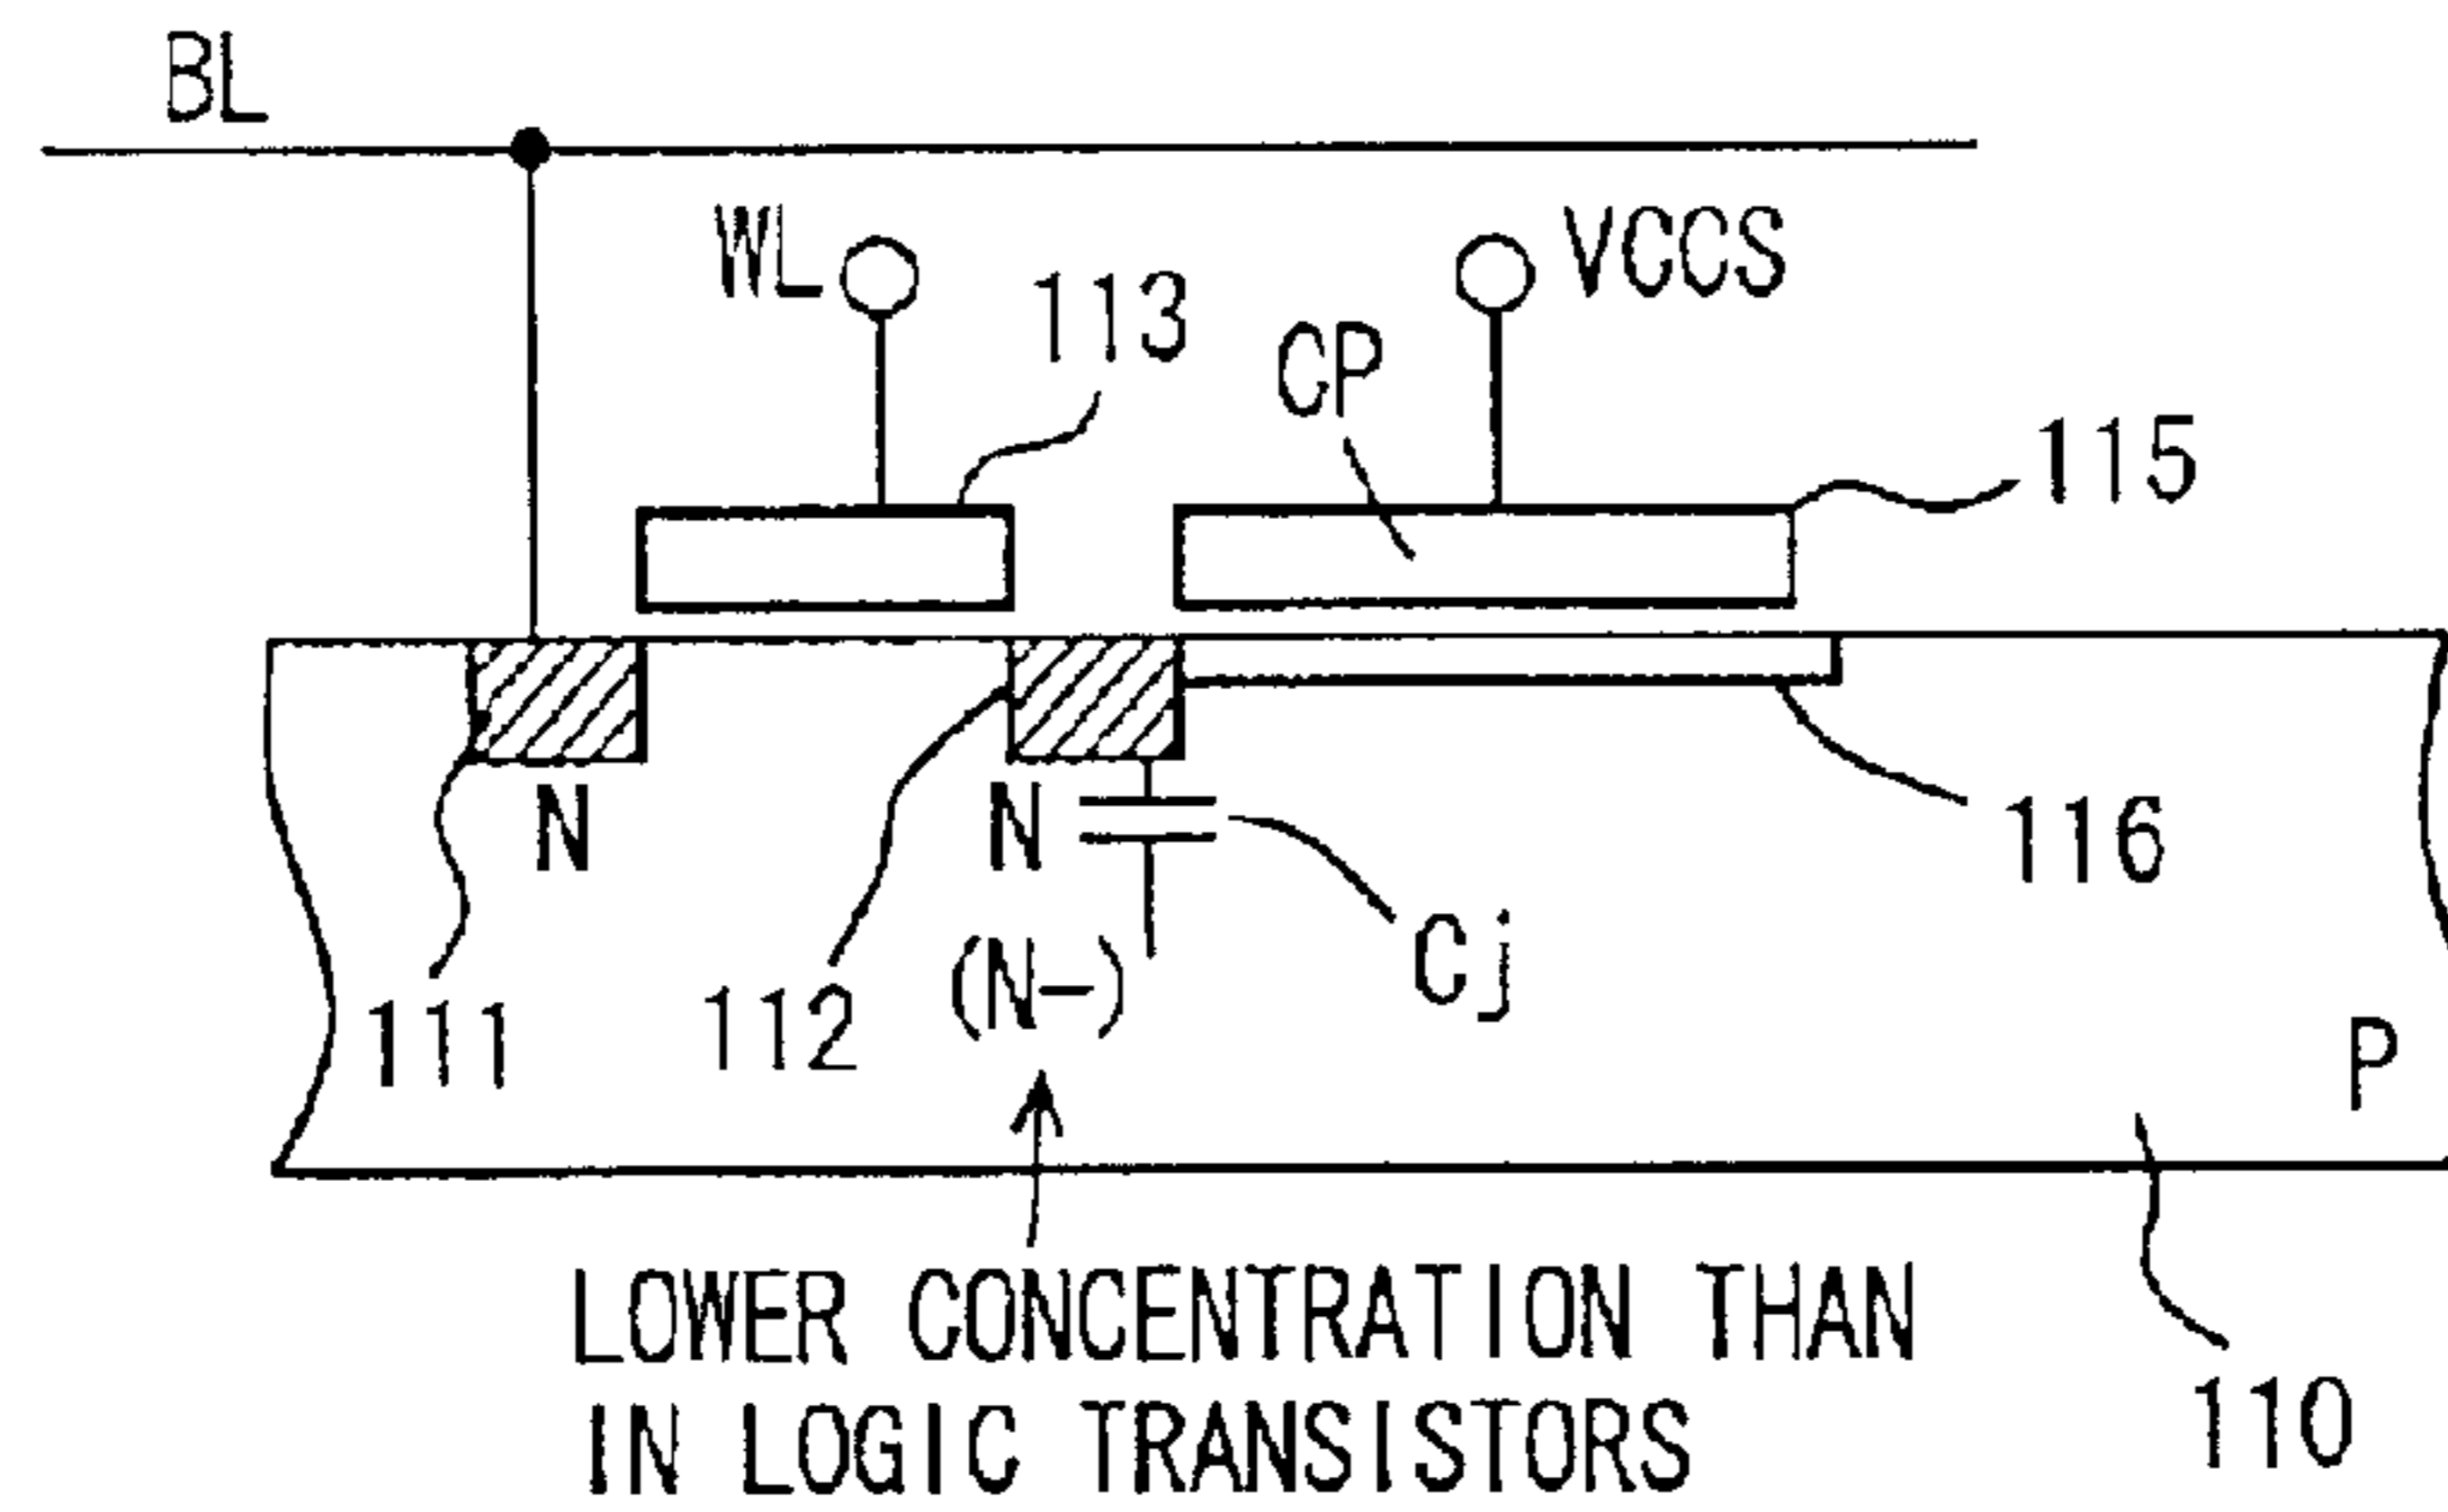 BL
WL
VCCS
113
CP
115
N
N
116
Cj
(N-)
112
111
P
LOWER CONCENTRATION THAN
IN LOGIC TRANSISTORS
110